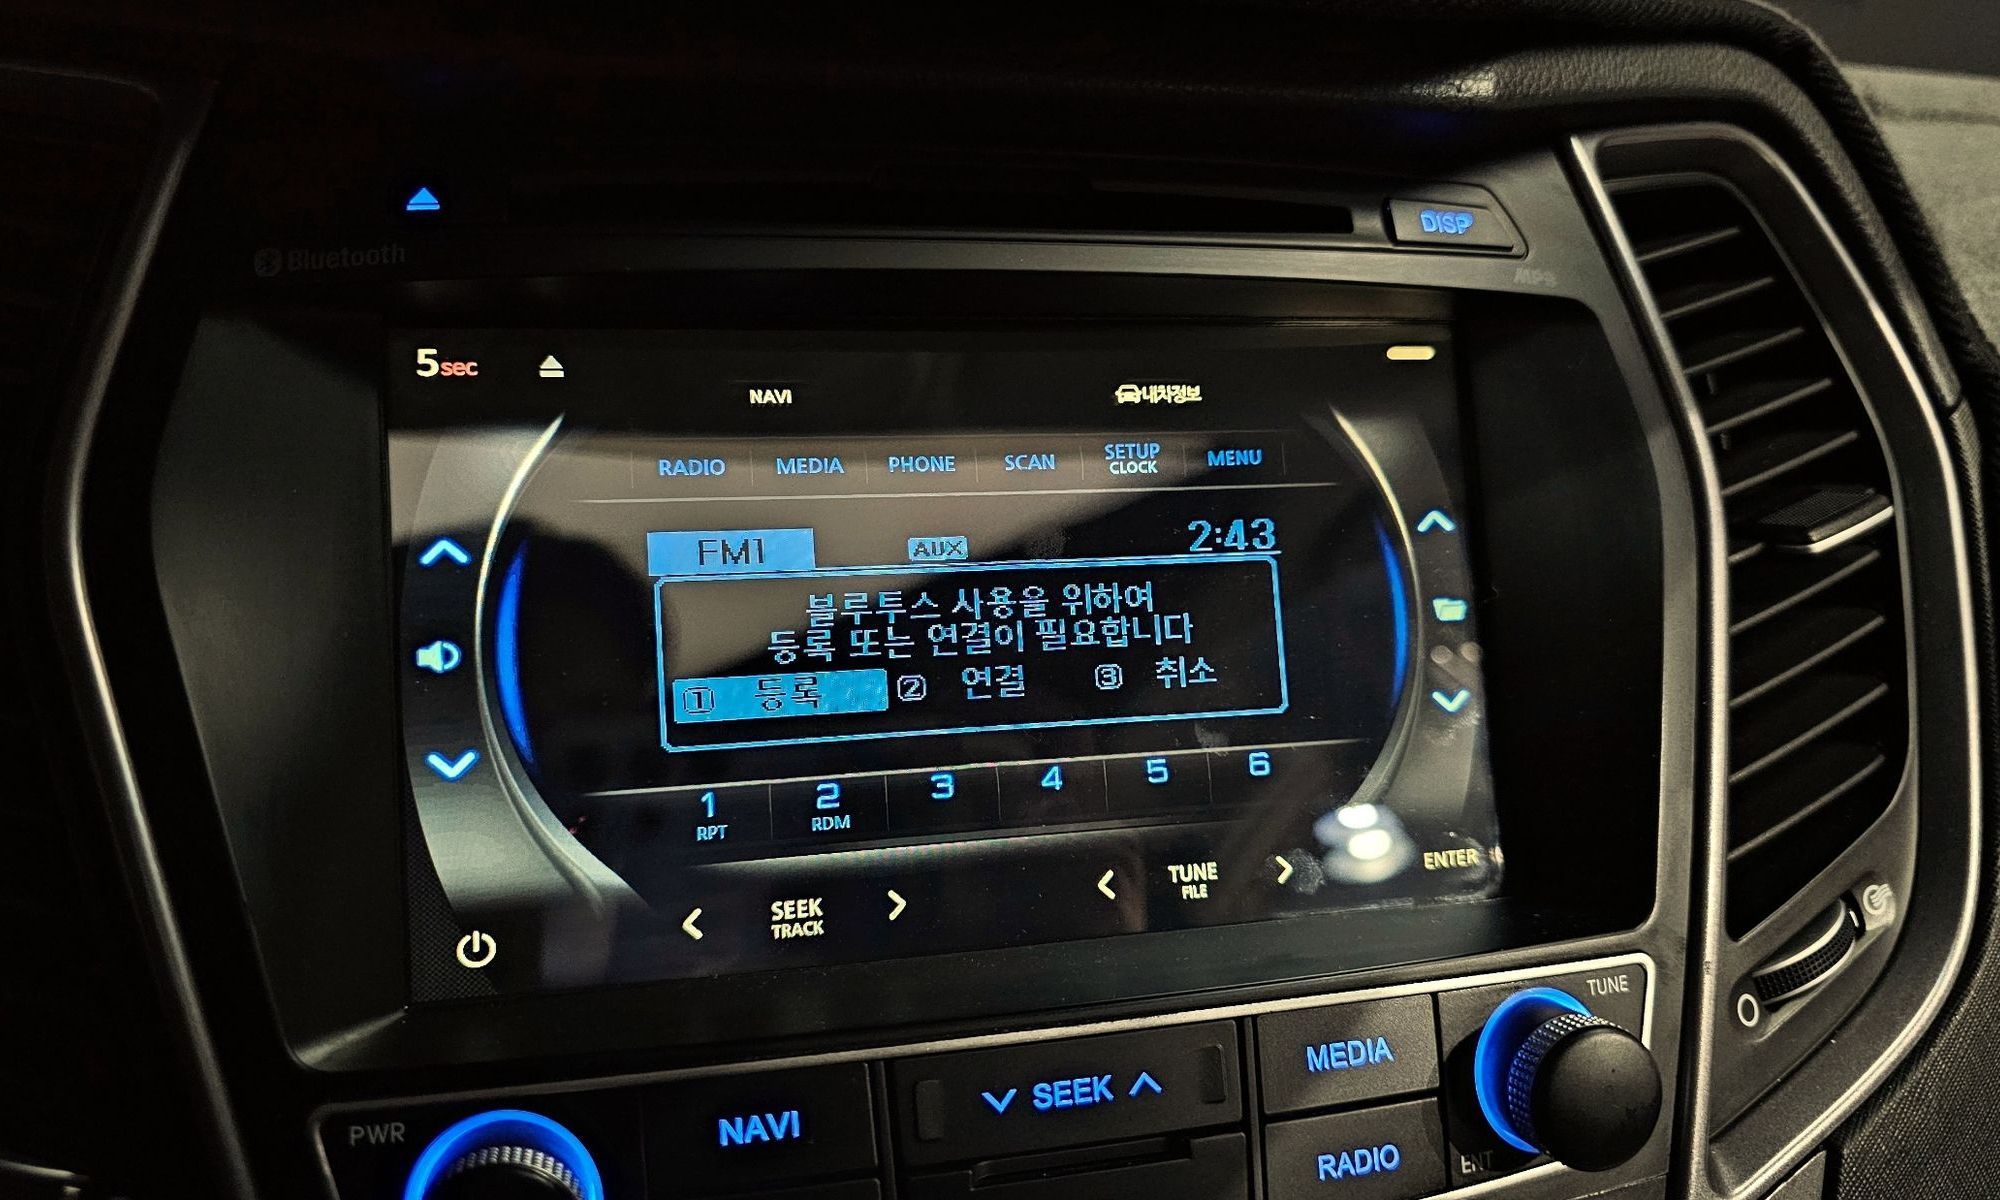 DISP
Bluetooth
MP3
5sec
NAVI
내차정보
RADIO
MEDIA
PHONE
SCAN
SETUP
CLOCK
MENU
FM1
AUX
2:43
블루투스 사용을 위하여
등록 또는 연결이 필요합니다
① 등록 ② 연결 ③ 취소
1 2 3 4 5 6
RPT RDM
SEEK
TRACK
TUNE
FILE
ENTER
PWR
NAVI
SEEK
MEDIA
RADIO
TUNE
ENT